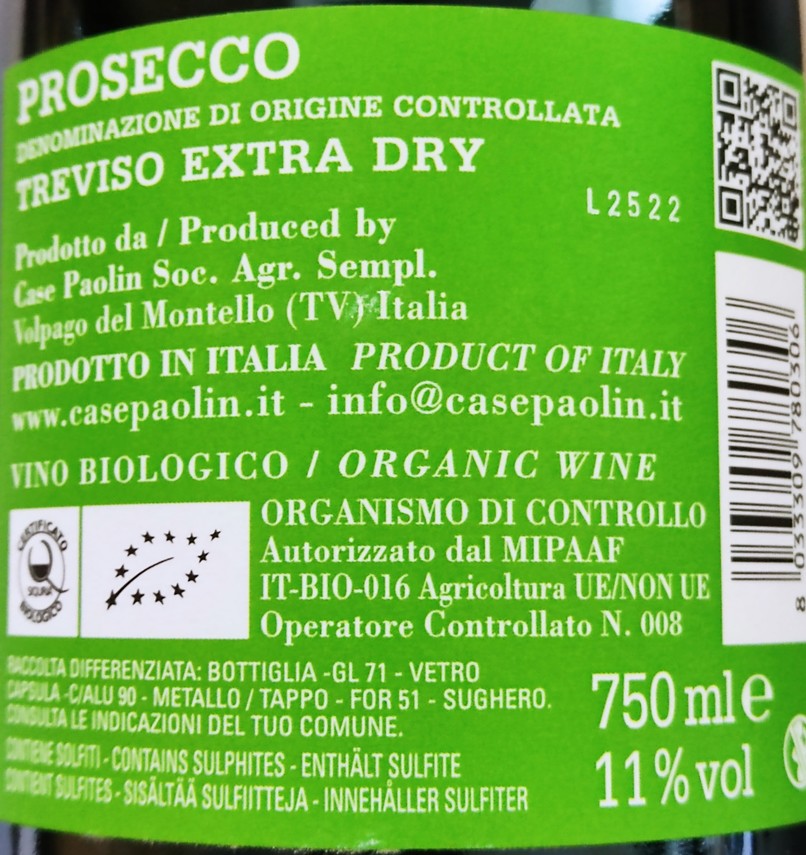 PROSECCO
DENOMINAZIONE DI ORIGINE CONTROLLATA
TREVISO EXTRA DRY
L2522
Prodotto da / Produced by
Case Paolin Soc. Agr. Sempl.
Volpago del Montello (TV) Italia
PRODOTTO IN ITALIA PRODUCT OF ITALY
www.casepaolin.it - info@casepaolin.it
VINO BIOLOGICO / ORGANIC WINE
CERTIFICATO
BIOLOGICO
ORGANISMO DI CONTROLLO
Autorizzato dal MIPAAF
IT-BIO-016 Agricoltura UE/NON UE
Operatore Controllato N. 008
RACCOLTA DIFFERENZIATA: BOTTIGLIA -GL 71 - VETRO
CAPSULA -C/ALU 90 - METALLO / TAPPO - FOR 51 - SUGHERO.
CONSULTA LE INDICAZIONI DEL TUO COMUNE.
CONTIENE SOLFITI - CONTAINS SULPHITES - ENTHÄLT SULFITE
CONTIENT SULFITES - SISÄLTÄÄ SULFIITTEJA - INNEHÅLLER SULFITER
750 ml e
11% vol
8 033309 780306